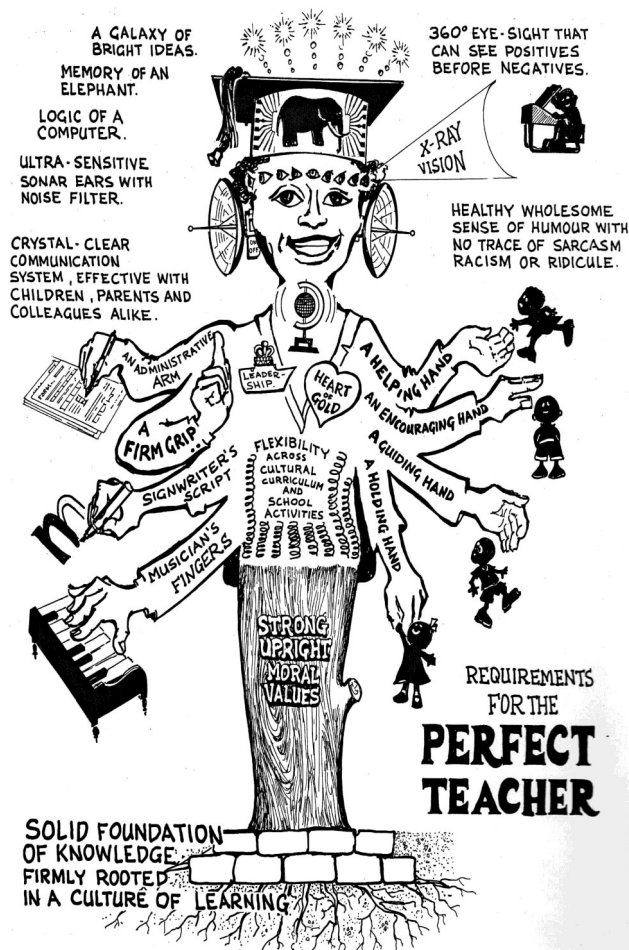 A GALAXY OF
BRIGHT IDEAS.
MEMORY OF AN
ELEPHANT.
LOGIC OF A
COMPUTER.
ULTRA-SENSITIVE
SONAR EARS WITH
NOISE FILTER.
CRYSTAL-CLEAR
COMMUNICATION
SYSTEM, EFFECTIVE WITH
CHILDREN, PARENTS AND
COLLEAGUES ALIKE.
360° EYE-SIGHT THAT
CAN SEE POSITIVES
BEFORE NEGATIVES.
X-RAY
VISION
HEALTHY WHOLESOME
SENSE OF HUMOUR WITH
NO TRACE OF SARCASM
RACISM OR RIDICULE.
ON
OFF
AN ADMINISTRATIVE
ARM
A
FIRM GRIP...
SIGNWRITER'S
SCRIPT
n
MUSICIAN'S
FINGERS
LEADER-
SHIP.
HEART
OF
GOLD
FLEXIBILITY
ACROSS
CULTURAL
CURRICULUM
AND
SCHOOL
ACTIVITIES
A HELPING HAND
AN ENCOURAGING HAND
A GUIDING HAND
A HOLDING HAND
STRONG
UPRIGHT
MORAL
VALUES
REQUIREMENTS
FOR THE
PERFECT
TEACHER
SOLID FOUNDATION
OF KNOWLEDGE
FIRMLY ROOTED
IN A CULTURE OF LEARNING